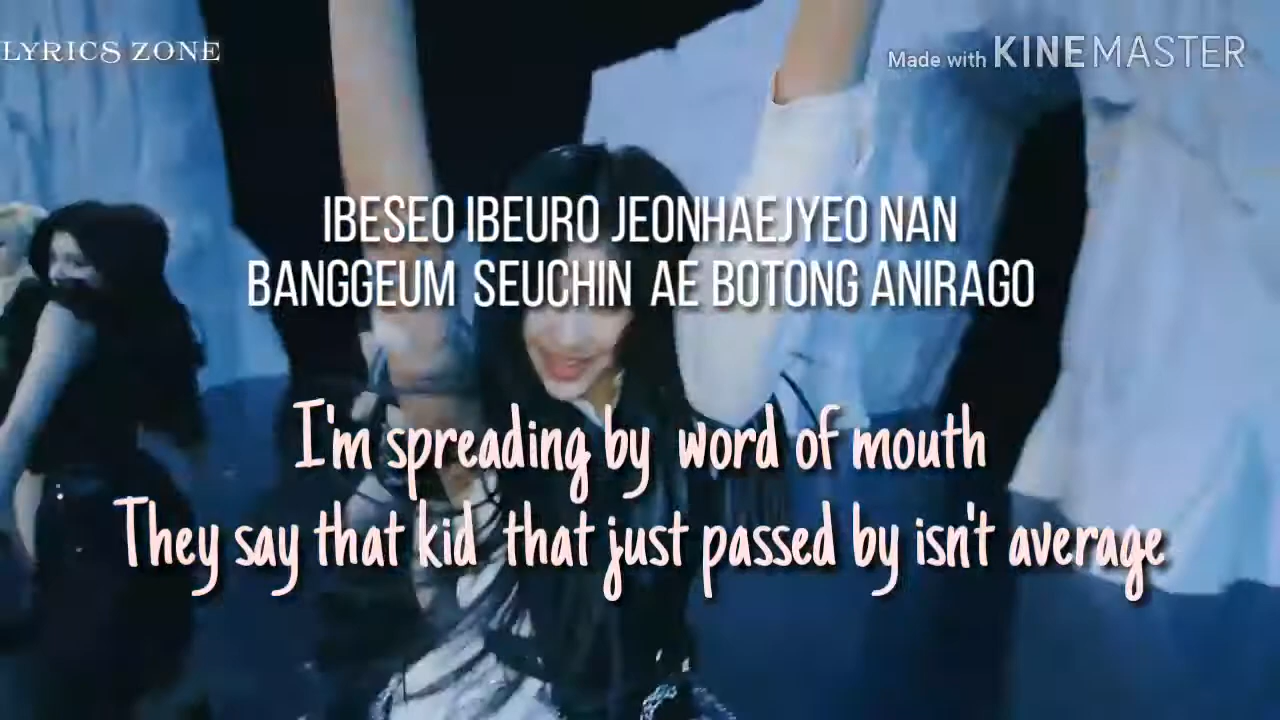 LYRICS ZONE
Made with KINEMASTER
IBESEO IBEURO JEONHAEJYEO NAN
BANGGEUM SEUCHIN AE BOTONG ANIRAGO
I'm spreading by word of mouth
They say that kid that just passed by isn't average